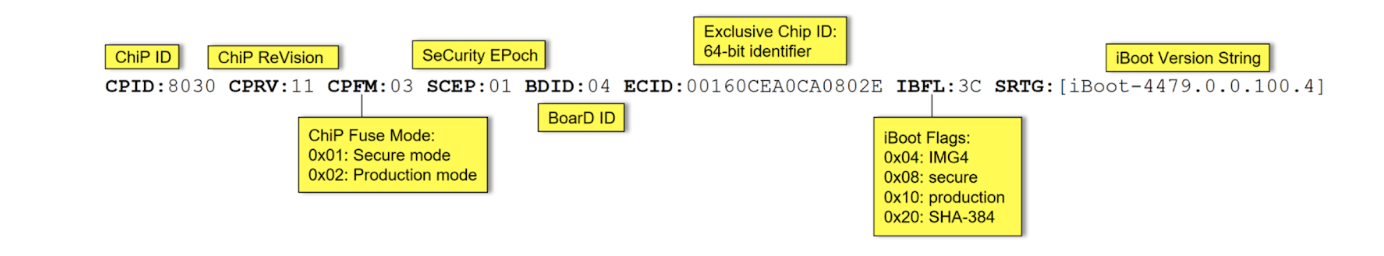 Exclusive Chip ID:
64-bit identifier
ChiP ID
ChiP ReVision
SeCurity EPoch
iBoot Version String
CPID:8030 CPRV:11 CPFM:03 SCEP:01 BDID:04 ECID:00160CEA0CA0802E IBFL:3C SRTG:[iBoot-4479.0.0.100.4]
BoarD ID
ChiP Fuse Mode:
0x01: Secure mode
0x02: Production mode
iBoot Flags:
0x04: IMG4
0x08: secure
0x10: production
0x20: SHA-384